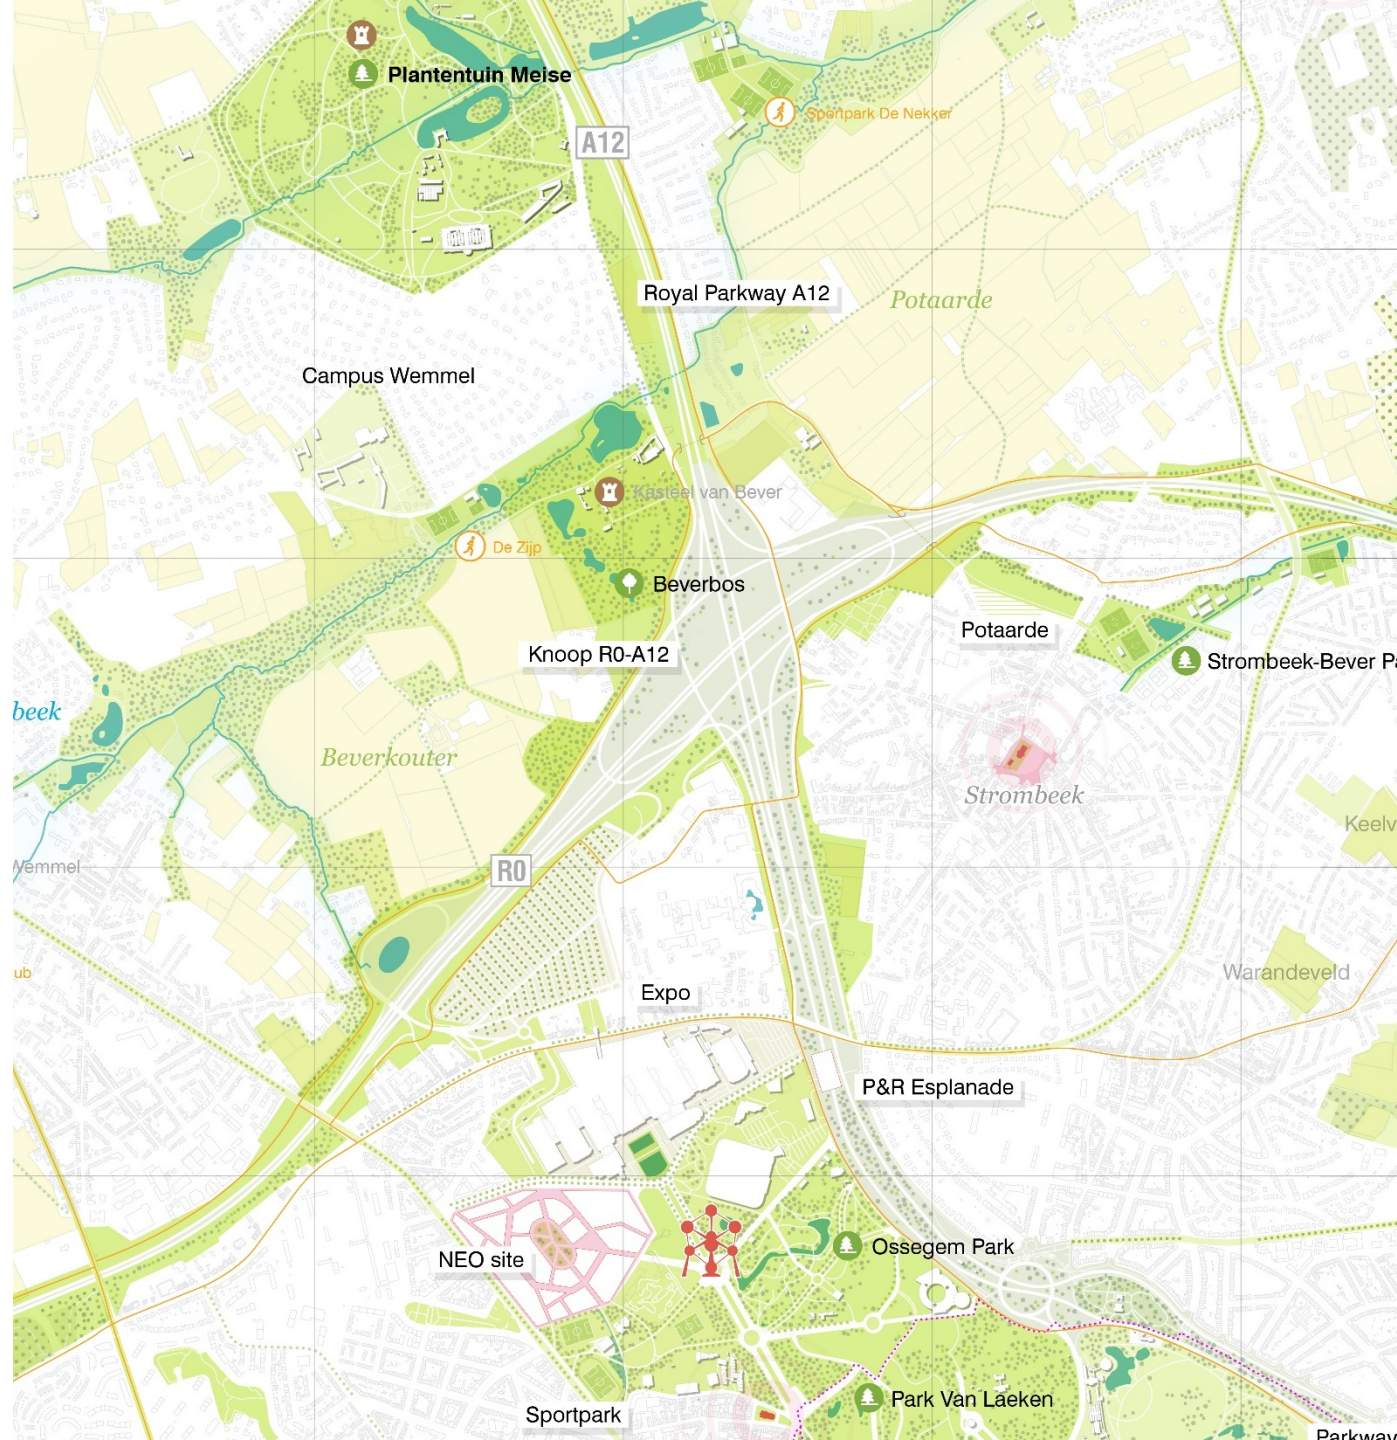 Plantentuin Meise
Sportpark De Nekker
A12
Royal Parkway A12
Potaarde
Campus Wemmel
Kasteel van Bever
De Zijp
Beverbos
Potaarde
Knoop R0-A12
Strombeek-Bever Pa
beek
Beverkouter
Strombeek
Keelv
Wemmel
R0
ub
Warandeveld
Expo
P&R Esplanade
NEO site
Ossegem Park
Park Van Laeken
Sportpark
Parkway